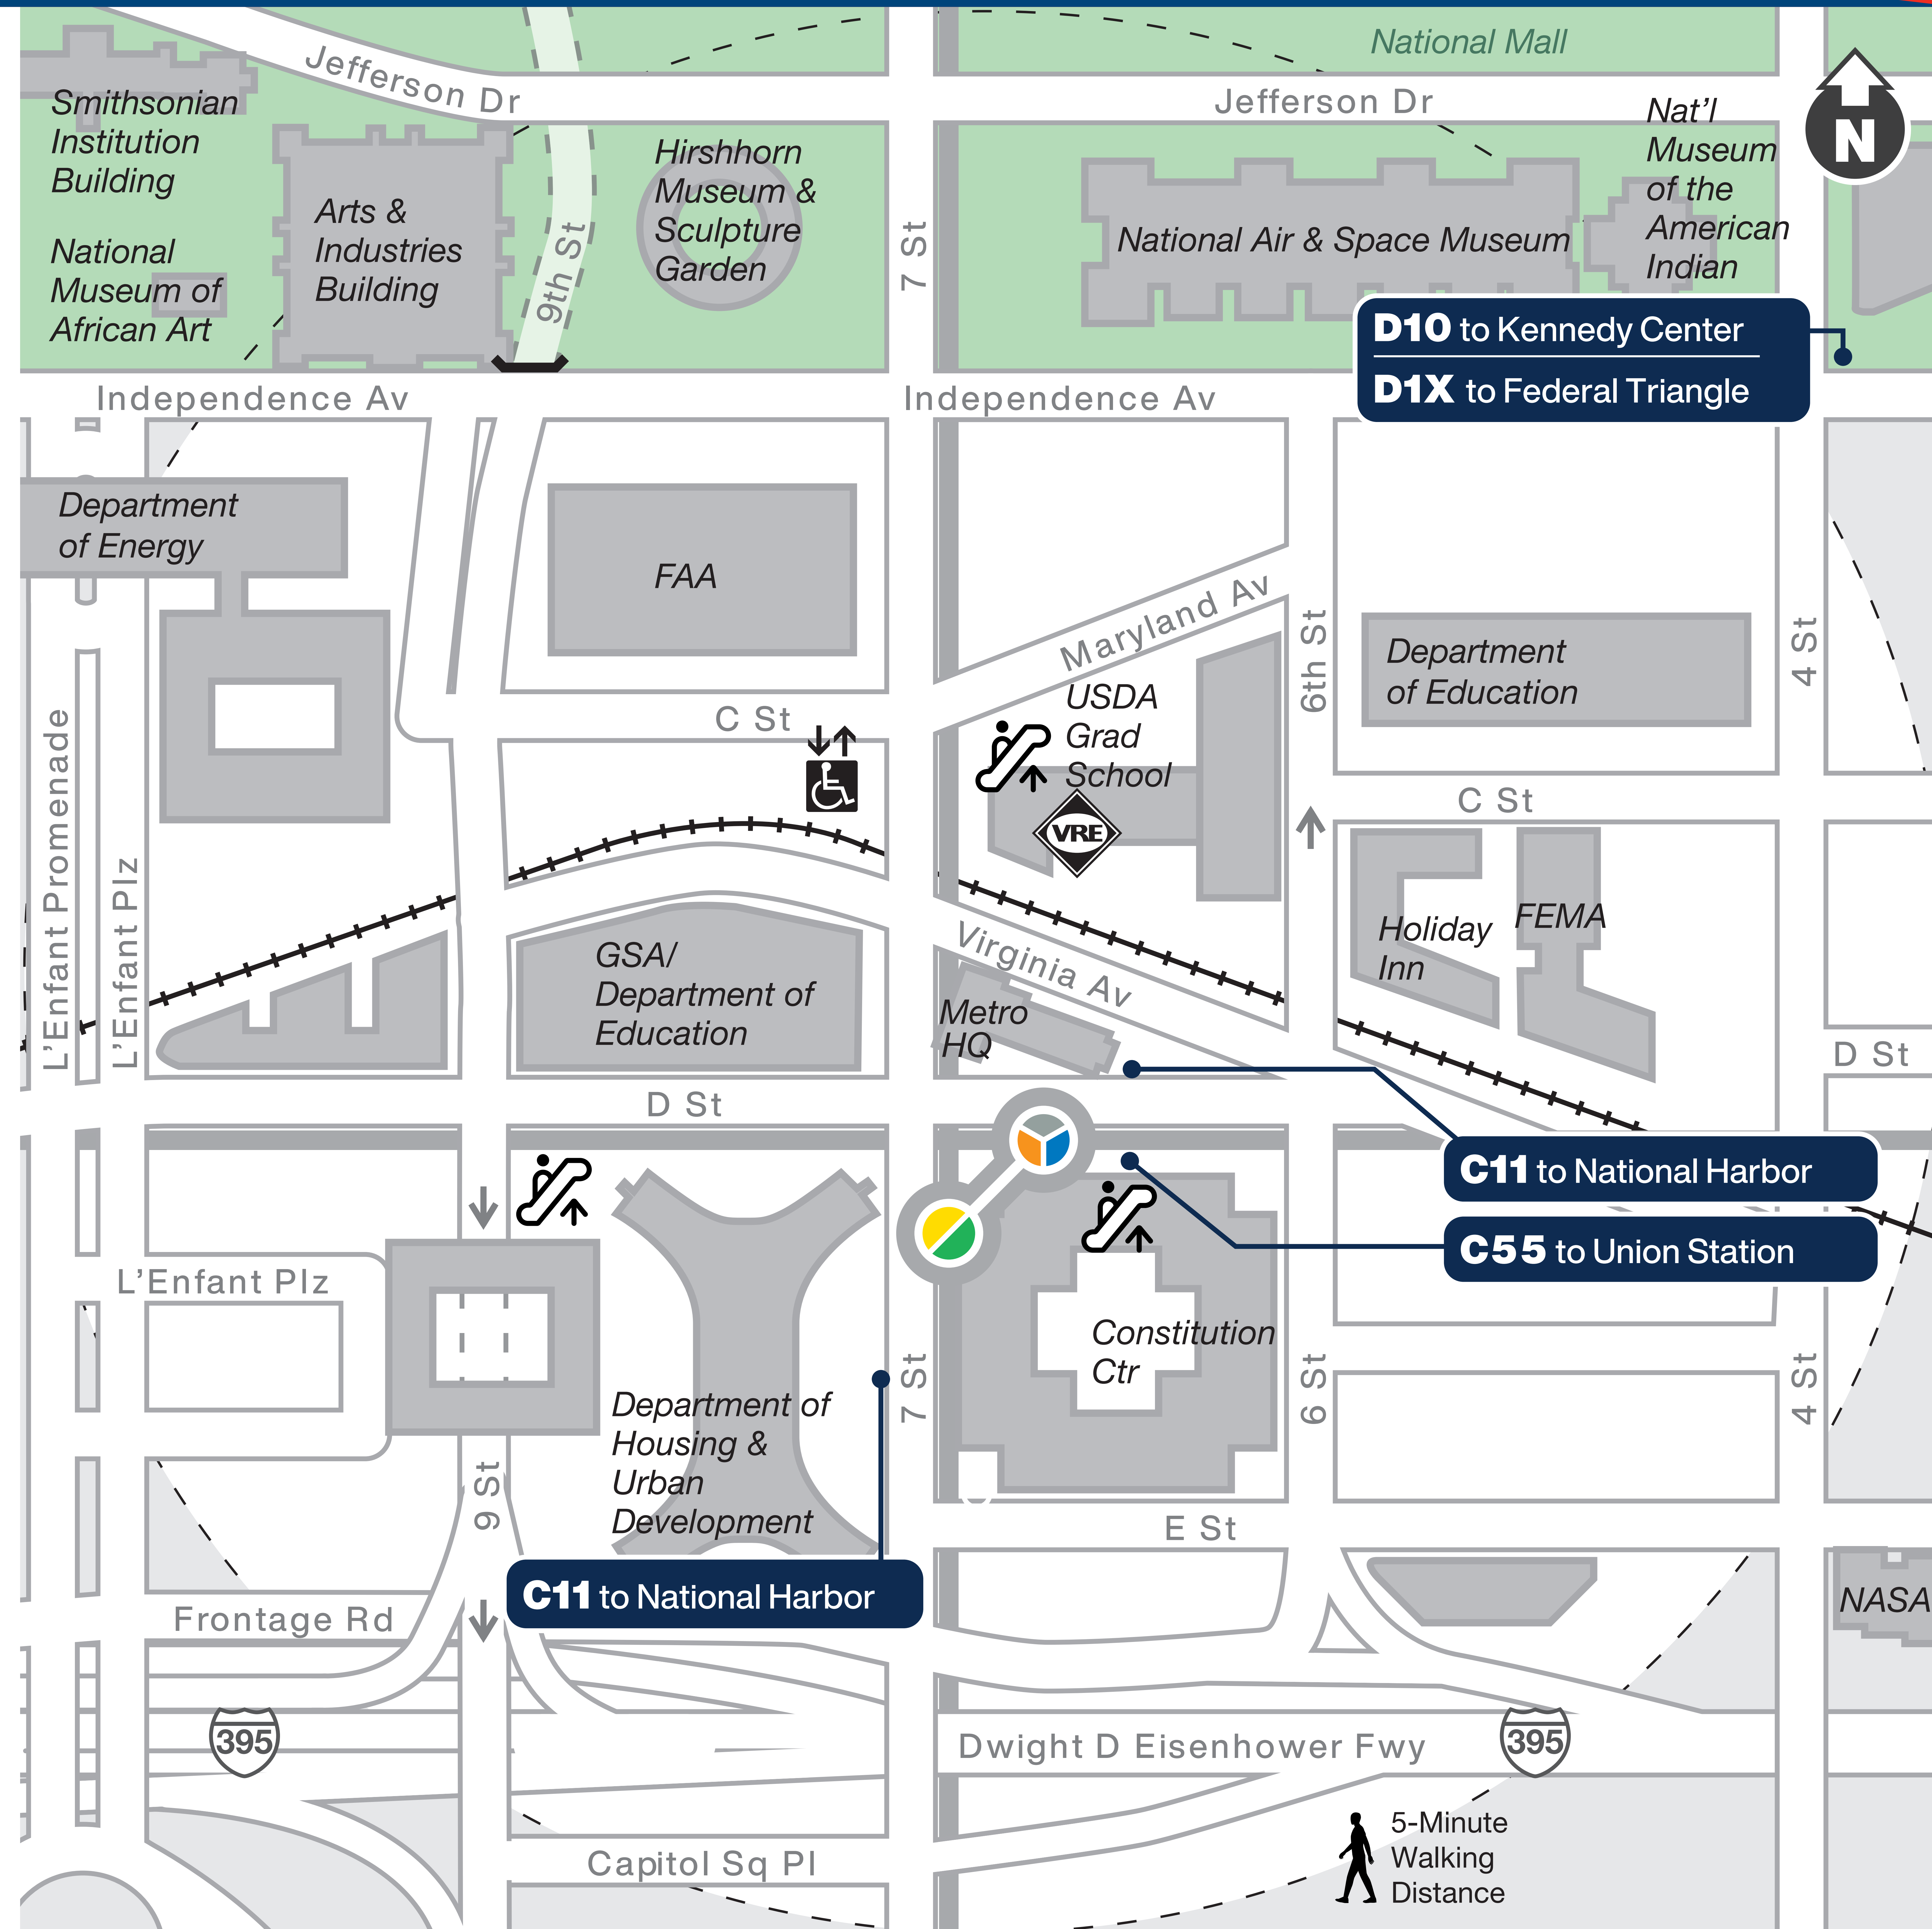 National Mall
Jefferson Dr
Jefferson Dr
N
Smithsonian
Institution
Building
National
Museum of
African Art
Arts &
Industries
Building
9th St
Hirshhorn
Museum &
Sculpture
Garden
7 St
National Air & Space Museum
Nat'l
Museum
of the
American
Indian
D10 to Kennedy Center
D1X to Federal Triangle
Independence Av
Independence Av
Department
of Energy
FAA
Maryland Av
6th St
Department
of Education
4 St
USDA
Grad
School
C St
C St
VRE
L'Enfant Promenade
L'Enfant Plz
GSA/
Department of
Education
Virginia Av
Metro
HQ
Holiday
Inn
FEMA
D St
D St
C11 to National Harbor
C55 to Union Station
L'Enfant Plz
Constitution
Ctr
7 St
6 St
4 St
Department of
Housing &
Urban
Development
9 St
E St
C11 to National Harbor
NASA
Frontage Rd
395
Dwight D Eisenhower Fwy
395
5-Minute
Walking
Distance
Capitol Sq Pl